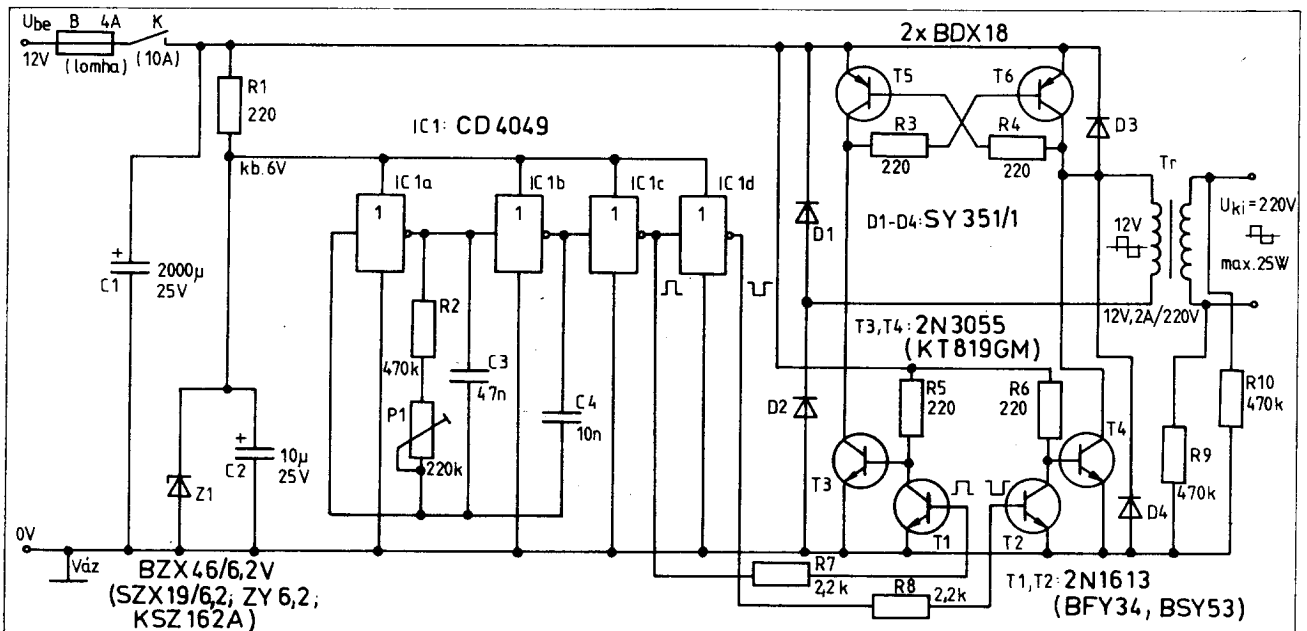 Ube
B 4A
K
12V
(lomha)
(10A)
R1
220
kb. 6V
IC1: CD4049
IC1a
IC1b
IC1c
IC1d
1
1
1
1
+
2000µ
25V
C1
R2
470k
P1
220k
C3
47n
C4
10n
+
10µ
25V
C2
Z1
0V
Váz
BZX46/6,2V
(SZX19/6,2; ZY6,2;
KSZ162A)
2x BDX18
T5
T6
R3
220
R4
220
D3
D1
D1-D4: SY351/1
Tr
12V
Uki=220V
max.25W
12V,2A/220V
T3,T4: 2N3055
(KT819GM)
D2
R5
220
R6
220
T4
T3
T1
T2
D4
R9
470k
R10
470k
R7
2,2k
R8
2,2k
T1,T2: 2N1613
(BFY34, BSY53)